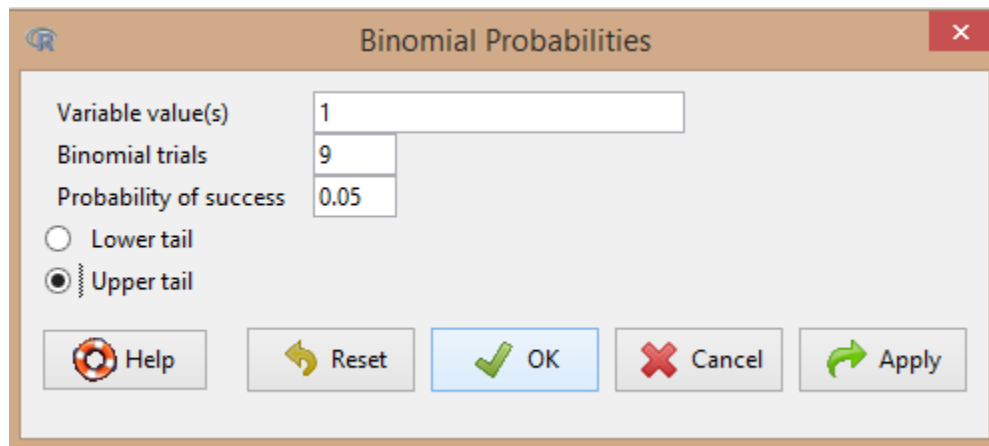 Binomial Probabilities
Variable value(s) 1
Binomial trials 9
Probability of success 0.05
Lower tail
Upper tail
Help Reset OK Cancel Apply